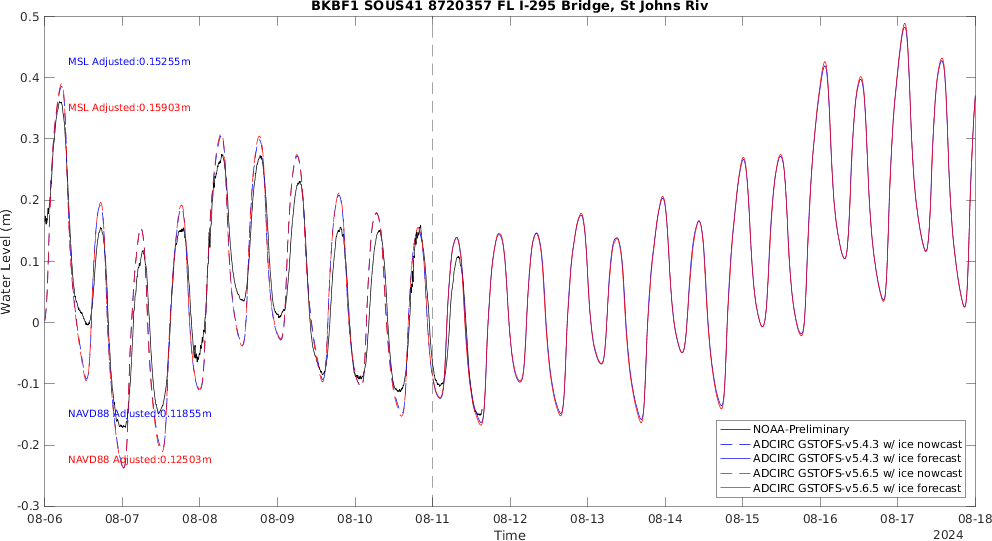 BKBF1 SOUS41 8720357 FL I-295 Bridge, St Johns Riv
0.5
0.4
0.3
0.2
0.1
0
-0.1
-0.2
-0.3
Water Level (m)
MSL Adjusted:0.15255m
MSL Adjusted:0.15903m
NAVD88 Adjusted:0.11855m
NAVD88 Adjusted:0.12503m
NOAA-Preliminary
ADCIRC GSTOFS-v5.4.3 w/ ice nowcast
ADCIRC GSTOFS-v5.4.3 w/ ice forecast
ADCIRC GSTOFS-v5.6.5 w/ ice nowcast
ADCIRC GSTOFS-v5.6.5 w/ ice forecast
08-06 08-07 08-08 08-09 08-10 08-11 08-12 08-13 08-14 08-15 08-16 08-17 08-18
Time
2024